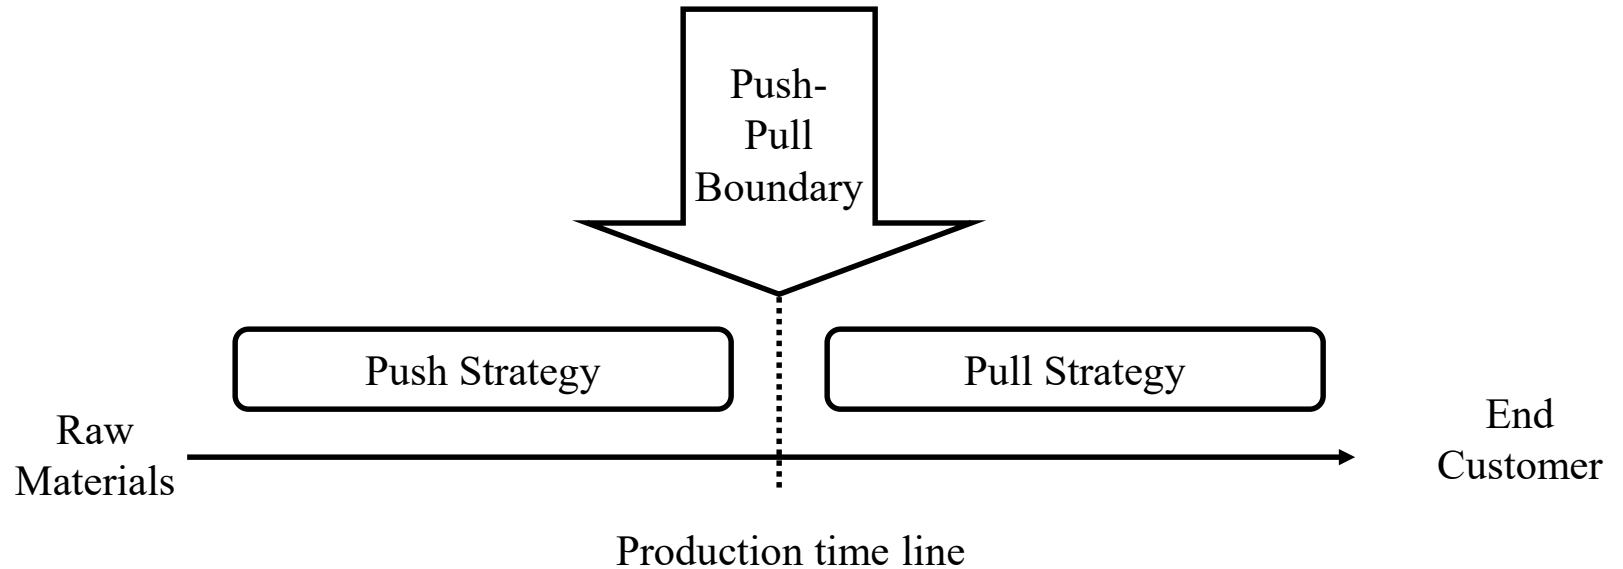 Push-
Pull
Boundary
Push Strategy
Pull Strategy
Raw
Materials
End
Customer
Production time line